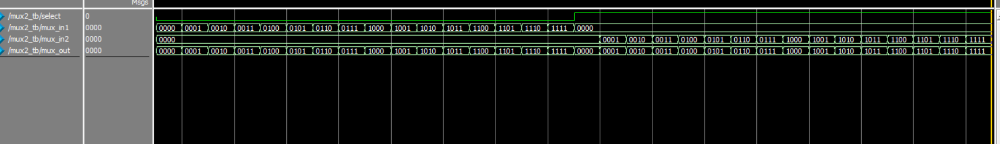 Msgs
/mux2_tb/select 0
/mux2_tb/mux_in1 0000 0000 0001 0010 0011 0100 0101 0110 0111 1000 1001 1010 1011 1100 1101 1110 1111 0000
/mux2_tb/mux_in2 0000 0000 0001 0010 0011 0100 0101 0110 0111 1000 1001 1010 1011 1100 1101 1110 1111
/mux2_tb/mux_out 0000 0000 0001 0010 0011 0100 0101 0110 0111 1000 1001 1010 1011 1100 1101 1110 1111 0000 0001 0010 0011 0100 0101 0110 0111 1000 1001 1010 1011 1100 1101 1110 1111